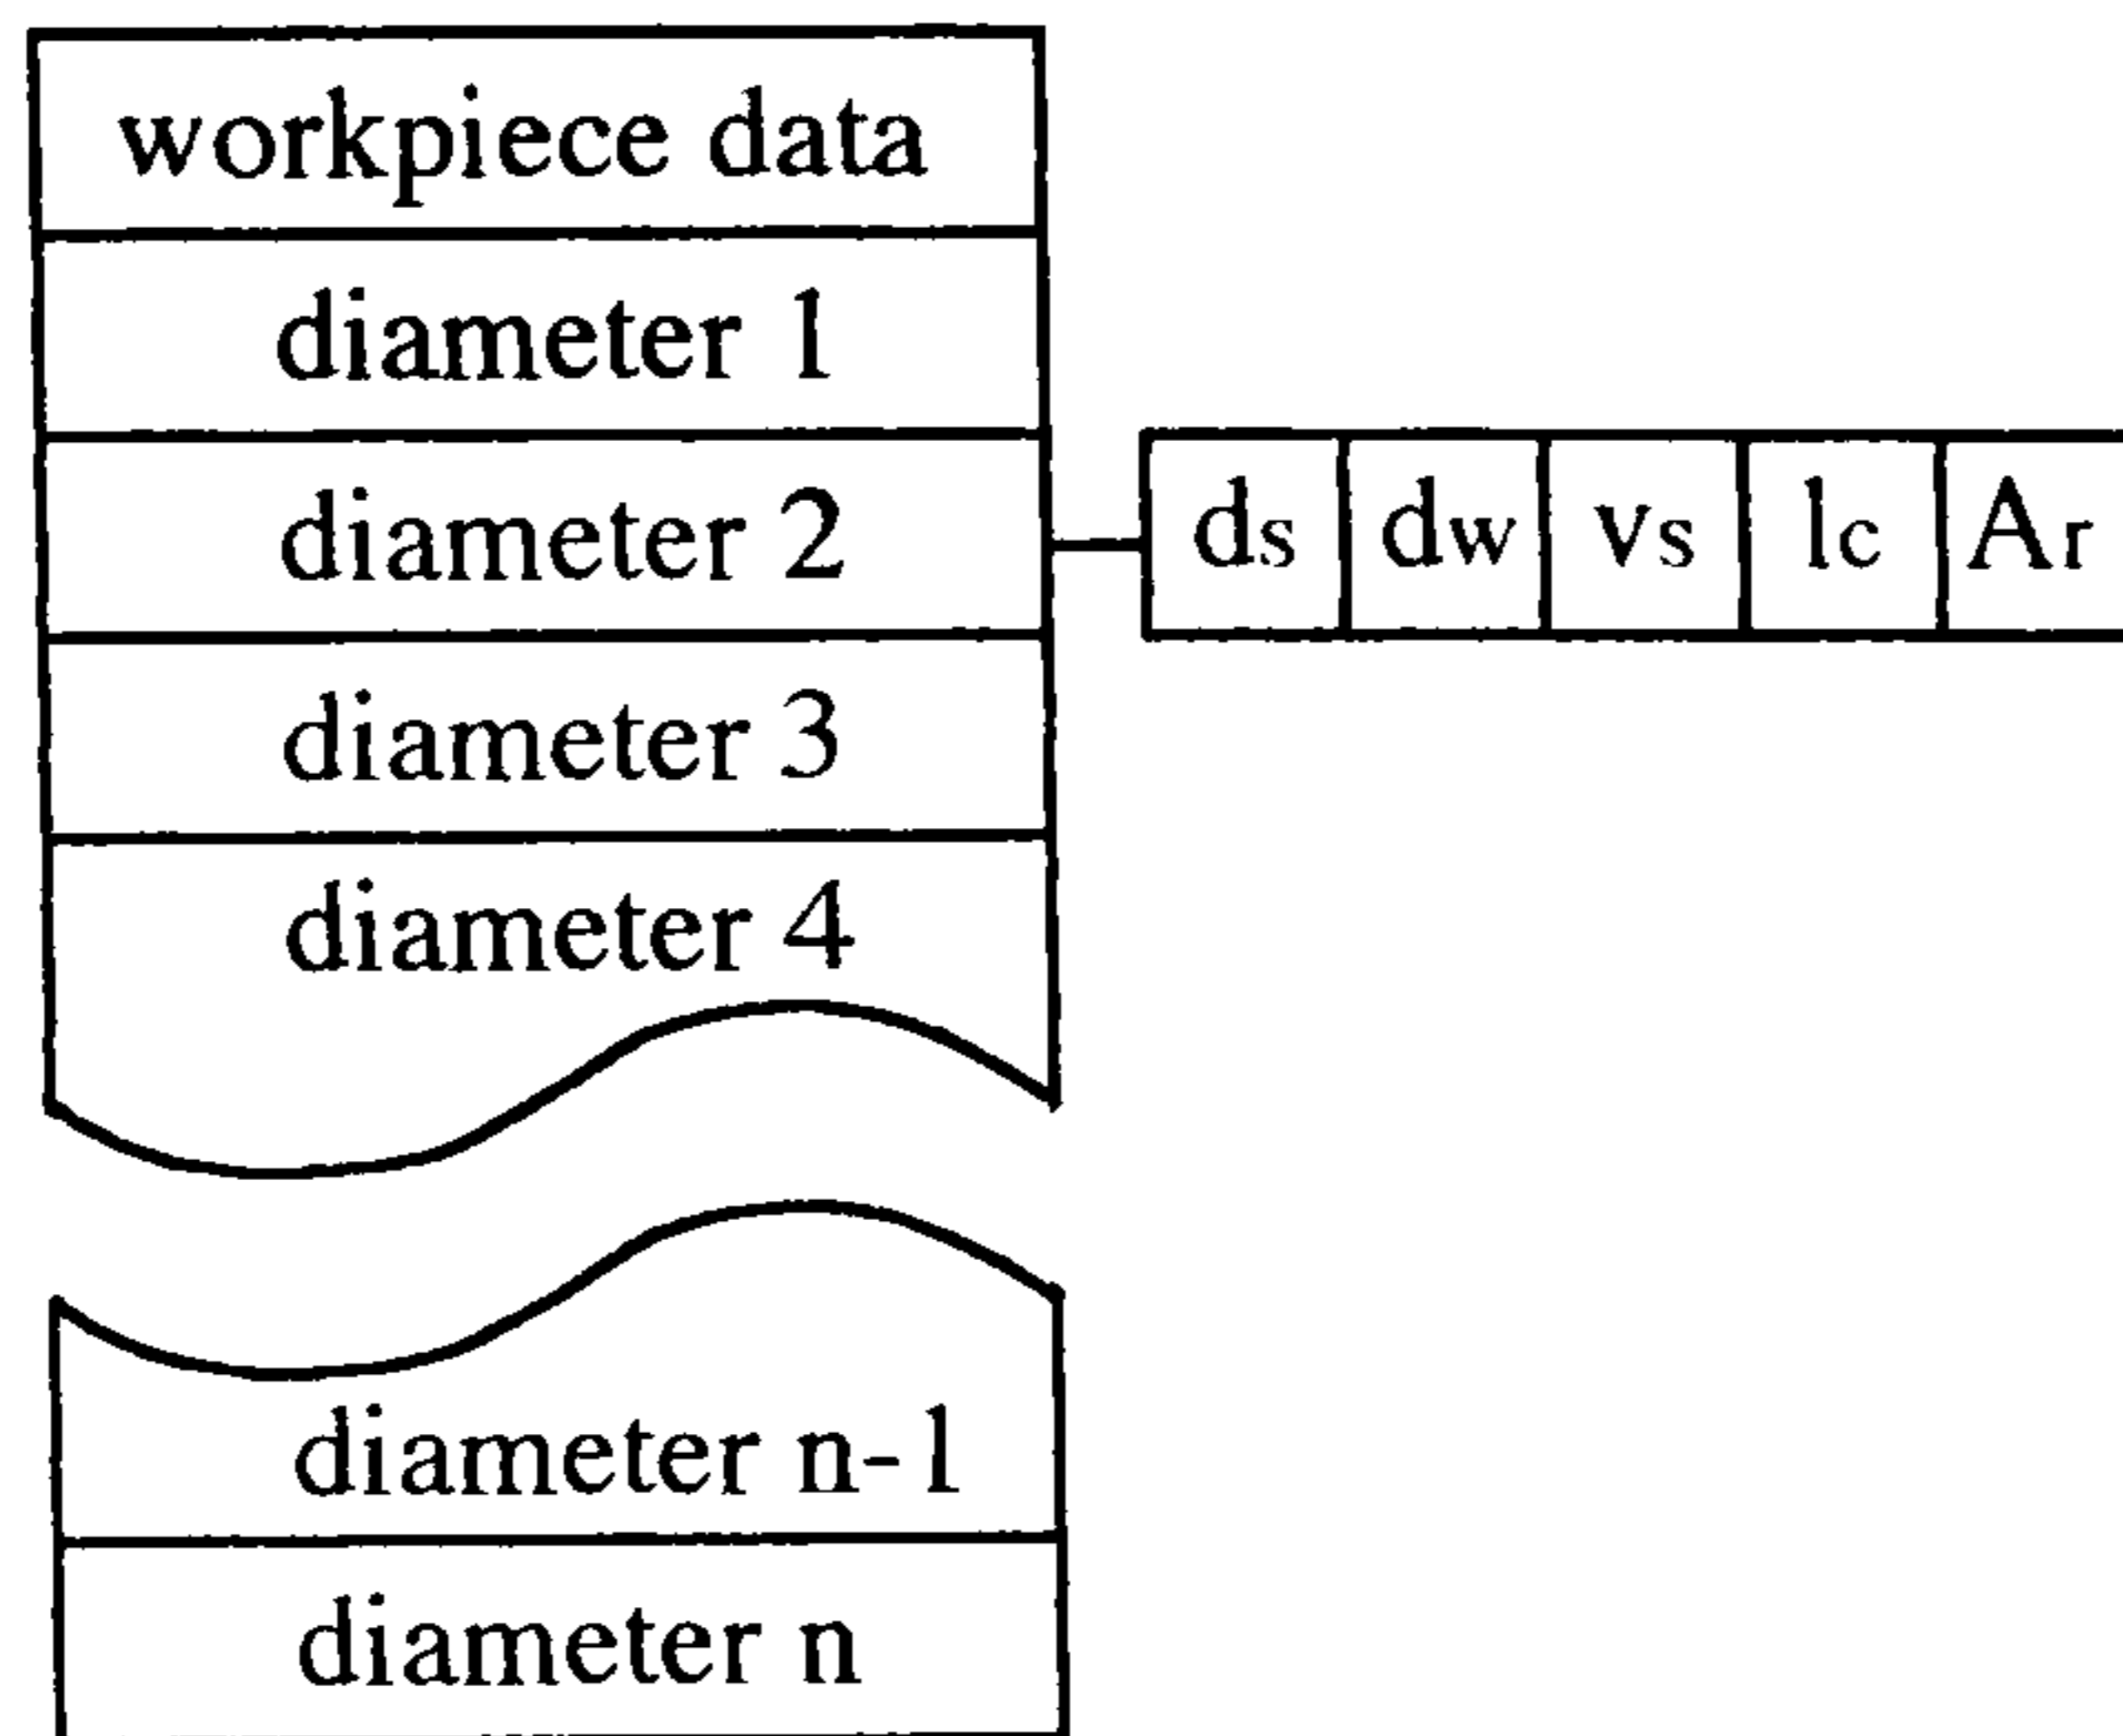 workpiece data
diameter 1
diameter 2
ds dw vs lc Ar
diameter 3
diameter 4
diameter n-1
diameter n